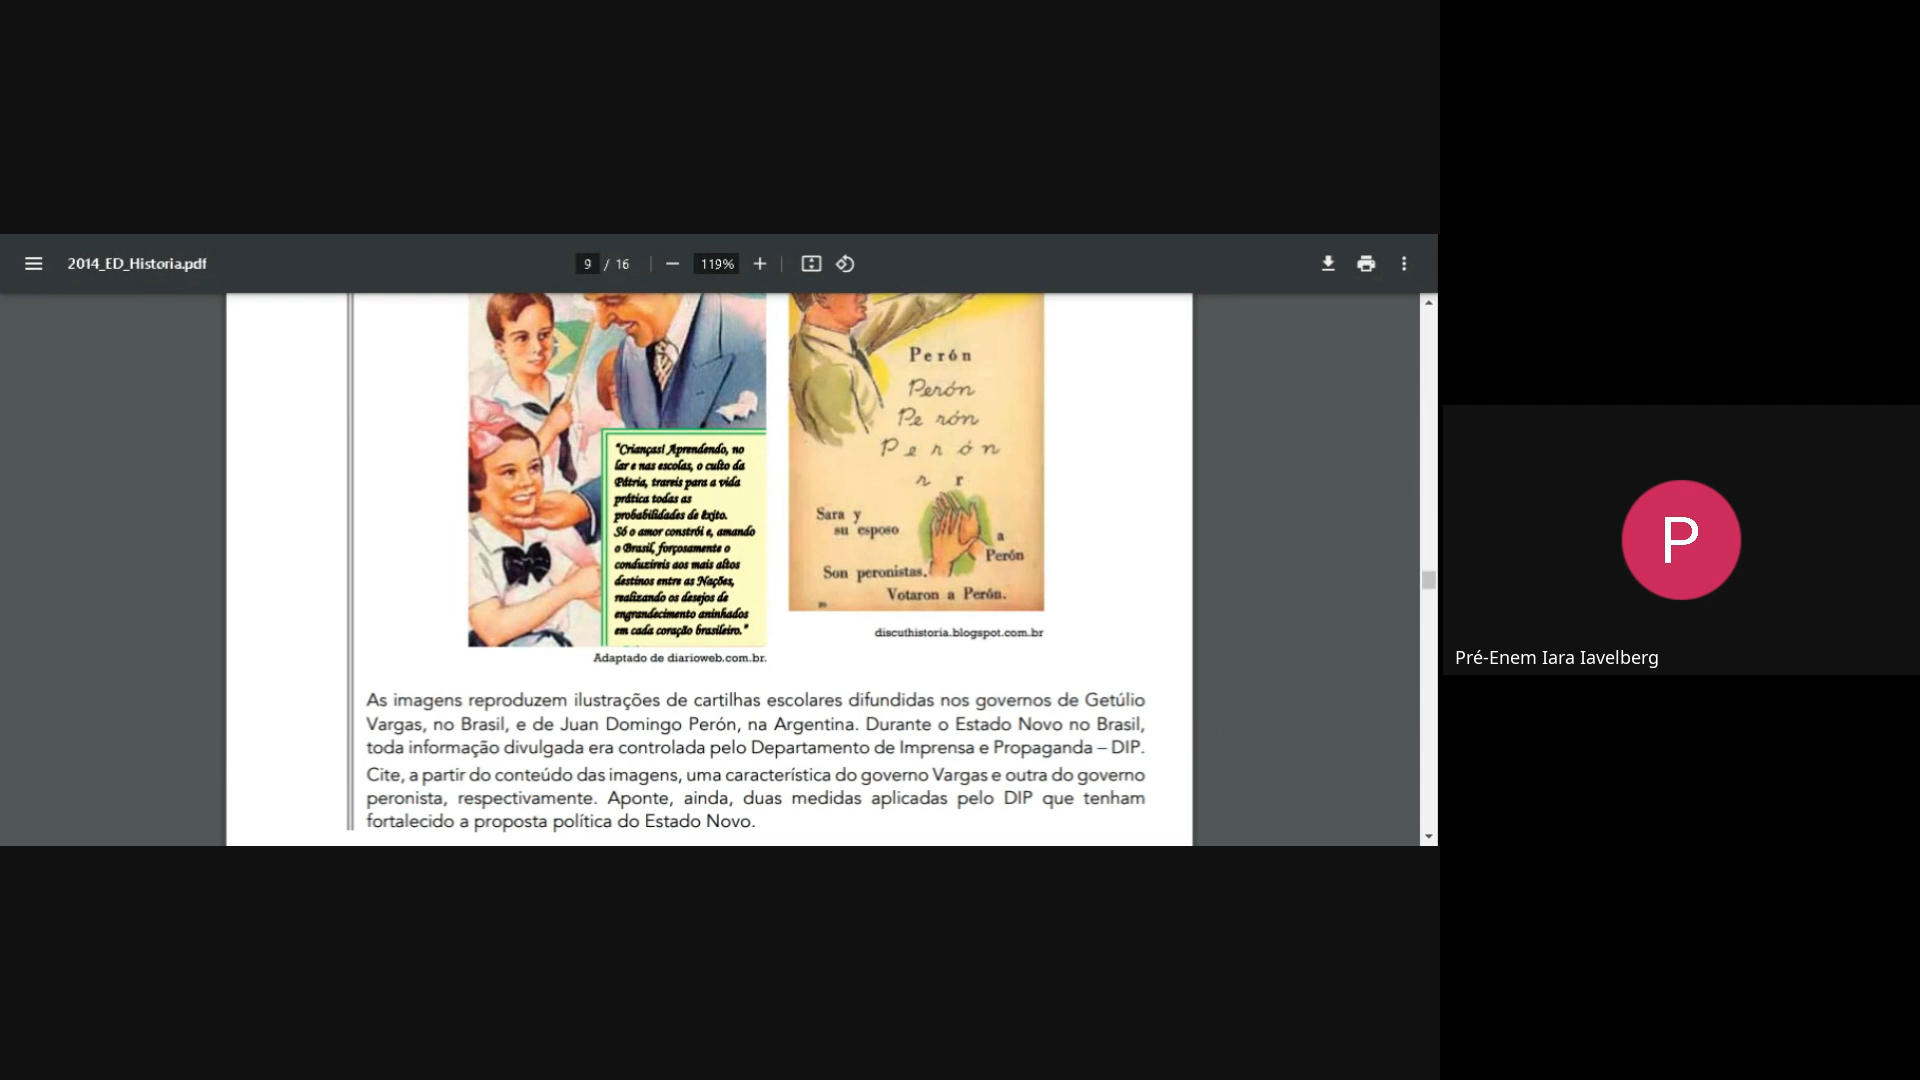 2014_ED_Historia.pdf
9 / 16
119%
"Crianças! Aprendendo, no
lar e nas escolas, o culto da
Pátria, trareis para a vida
prática todas as
probabilidades de êxito.
Só o amor constrói e, amando
o Brasil, forçosamente o
conduzireis aos mais altos
destinos entre as Nações,
realizando os desejos de
engrandecimento aninhados
em cada coração brasileiro."
Adaptado de diarioweb.com.br.
Perón
Perón
Pe rón
P e r ó n
r r
Sara y
su esposo
a
Perón
Son peronistas.
Votaron a Perón.
discuthistoria.blogspot.com.br
As imagens reproduzem ilustrações de cartilhas escolares difundidas nos governos de Getúlio
Vargas, no Brasil, e de Juan Domingo Perón, na Argentina. Durante o Estado Novo no Brasil,
toda informação divulgada era controlada pelo Departamento de Imprensa e Propaganda – DIP.
Cite, a partir do conteúdo das imagens, uma característica do governo Vargas e outra do governo
peronista, respectivamente. Aponte, ainda, duas medidas aplicadas pelo DIP que tenham
fortalecido a proposta política do Estado Novo.
P
Pré-Enem Iara Iavelberg